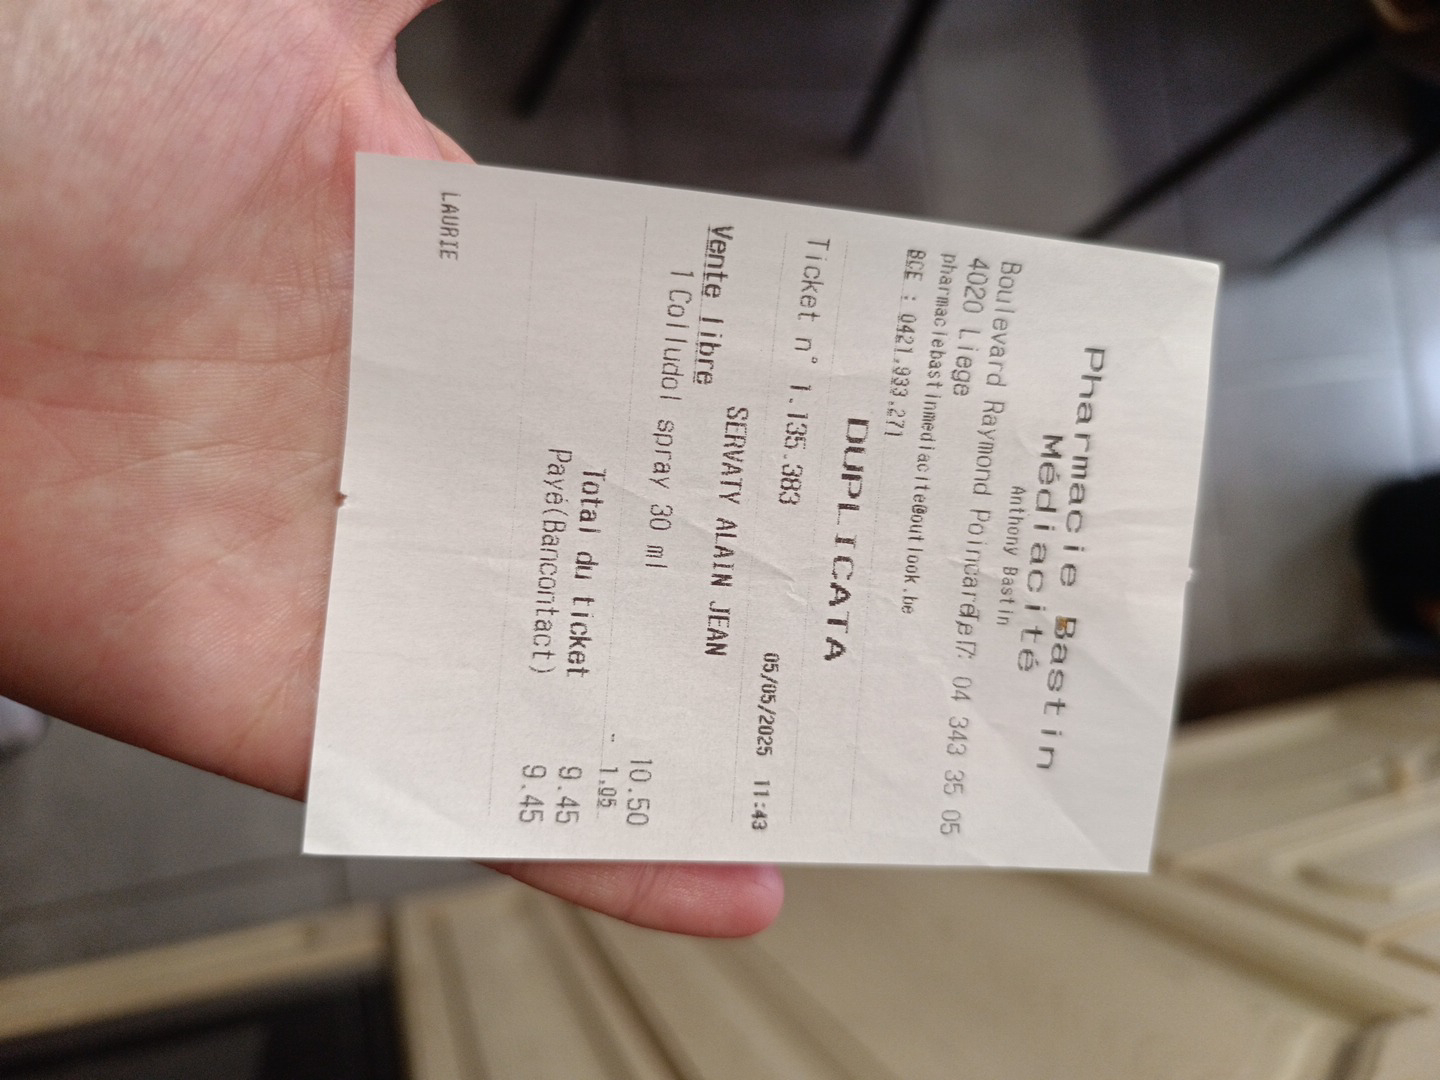 Pharmacie Bastin
Médiacité
Anthony Bastin
Boulevard Raymond Poincaré 7 Tel: 04 343 35 05
4020 Liege
pharmaciebastinmediacite@outlook.be
BCE : 0421.933.271
DUPLICATA
Ticket n° 1.135.383
05/05/2025 11:43
SERVATY ALAIN JEAN
Vente libre
1 Colludol spray 30 ml 10.50
- 1.05
Total du ticket 9.45
Payé(Bancontact) 9.45
LAURIE